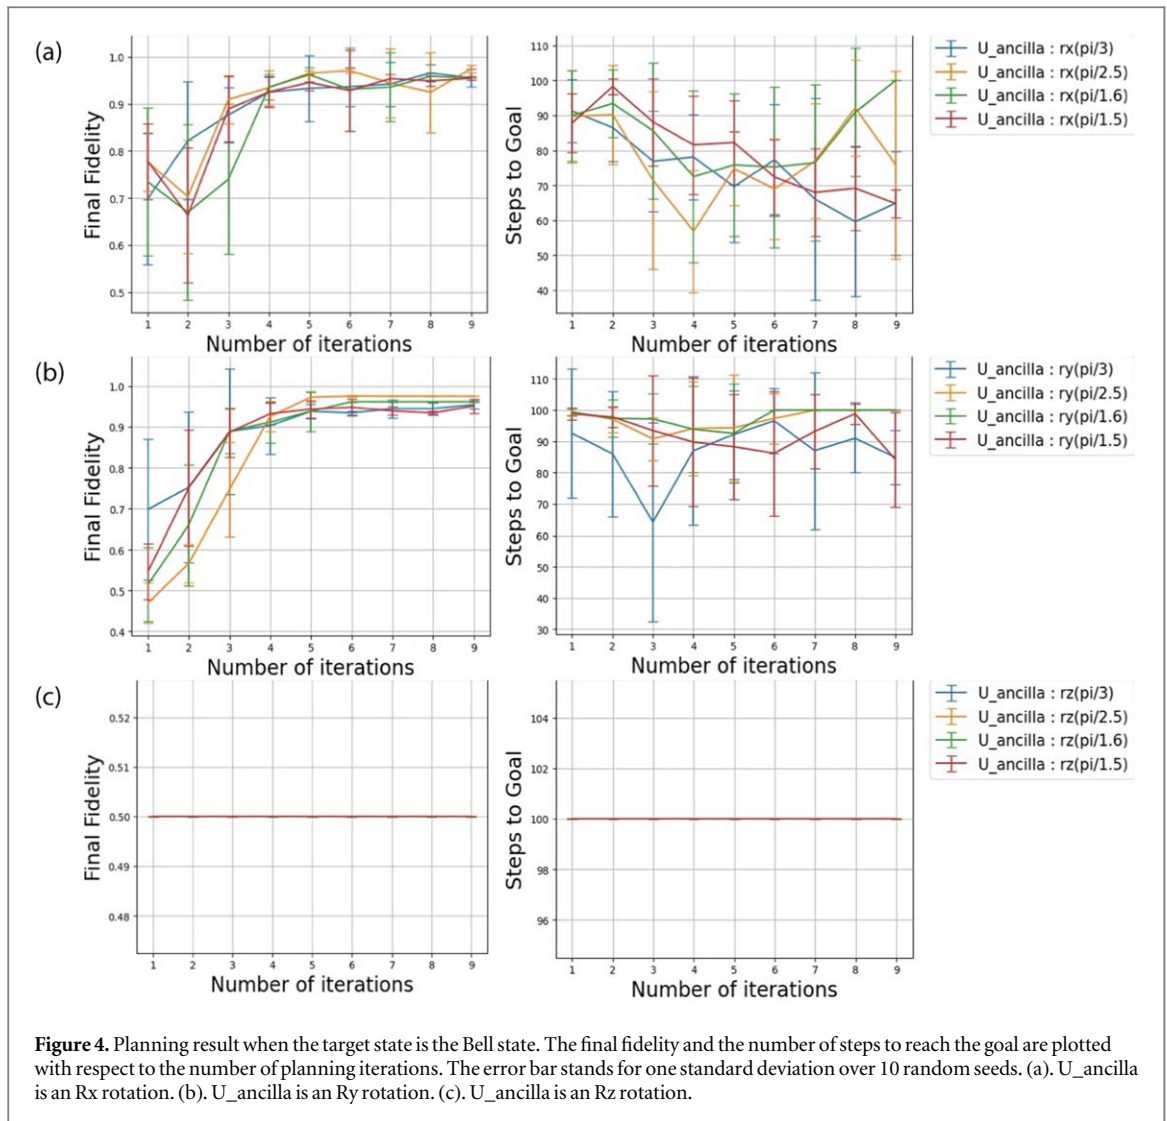 (a)
1.0
0.9
0.8
0.7
0.6
0.5
Final Fidelity
1 2 3 4 5 6 7 8 9
Number of iterations
110
100
90
80
70
60
50
40
Steps to Goal
1 2 3 4 5 6 7 8 9
Number of iterations
U_ancilla : rx(pi/3)
U_ancilla : rx(pi/2.5)
U_ancilla : rx(pi/1.6)
U_ancilla : rx(pi/1.5)
(b)
1.0
0.9
0.8
0.7
0.6
0.5
0.4
Final Fidelity
1 2 3 4 5 6 7 8 9
Number of iterations
110
100
90
80
70
60
50
40
30
Steps to Goal
1 2 3 4 5 6 7 8 9
Number of iterations
U_ancilla : ry(pi/3)
U_ancilla : ry(pi/2.5)
U_ancilla : ry(pi/1.6)
U_ancilla : ry(pi/1.5)
(c)
0.52
0.51
0.50
0.49
0.48
Final Fidelity
1 2 3 4 5 6 7 8 9
Number of iterations
104
102
100
98
96
Steps to Goal
1 2 3 4 5 6 7 8 9
Number of iterations
U_ancilla : rz(pi/3)
U_ancilla : rz(pi/2.5)
U_ancilla : rz(pi/1.6)
U_ancilla : rz(pi/1.5)
Figure 4. Planning result when the target state is the Bell state. The final fidelity and the number of steps to reach the goal are plotted
with respect to the number of planning iterations. The error bar stands for one standard deviation over 10 random seeds. (a). U_ancilla
is an Rx rotation. (b). U_ancilla is an Ry rotation. (c). U_ancilla is an Rz rotation.